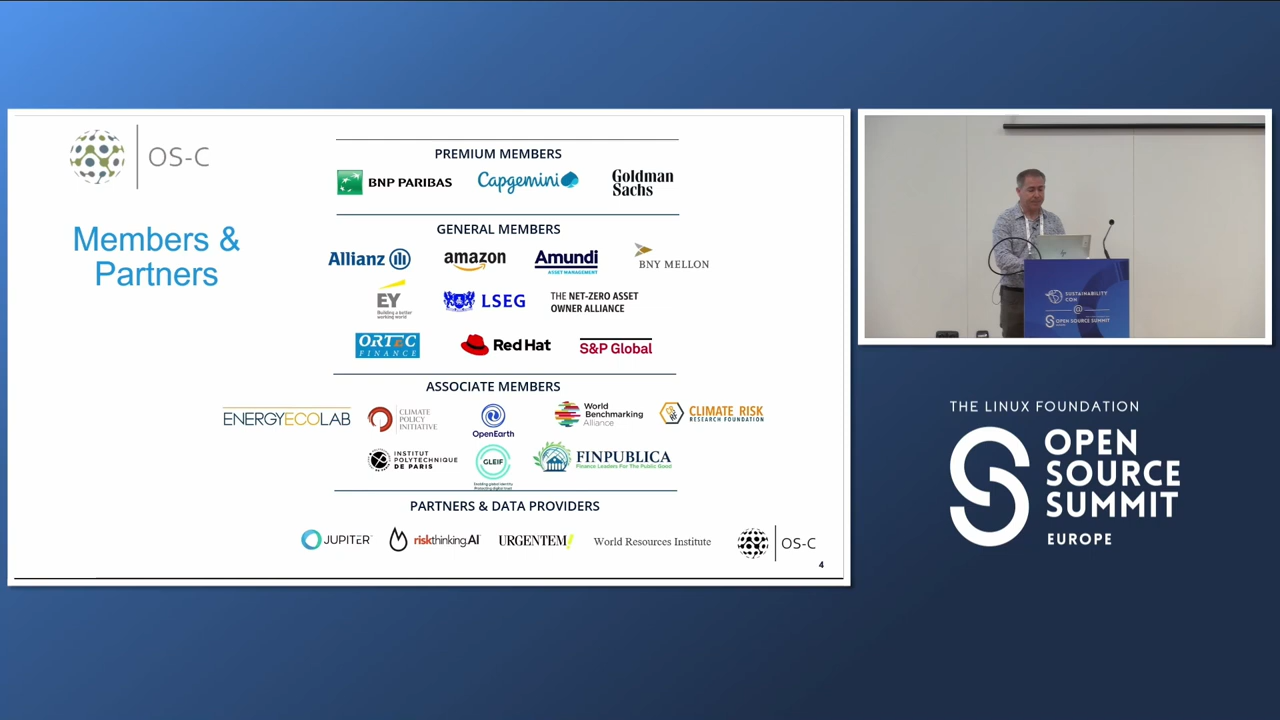 OS-C
Members &
Partners
PREMIUM MEMBERS
BNP PARIBAS
Capgemini
Goldman
Sachs
GENERAL MEMBERS
Allianz
amazon
Amundi
ASSET MANAGEMENT
BNY MELLON
EY
Building a better
working world
LSEG
THE NET-ZERO ASSET
OWNER ALLIANCE
ORTEC
FINANCE
Red Hat
S&P Global
ASSOCIATE MEMBERS
ENERGYECOLAB
CLIMATE
POLICY
INITIATIVE
OpenEarth
World
Benchmarking
Alliance
CLIMATE RISK
RESEARCH FOUNDATION
INSTITUT
POLYTECHNIQUE
DE PARIS
GLEIF
FINPUBLICA
Finance Leaders For The Public Good
PARTNERS & DATA PROVIDERS
JUPITER
riskthinking.AI
URGENTEM
World Resources Institute
OS-C
4
SUSTAINABILITY
CON
@
OPEN SOURCE SUMMIT
THE LINUX FOUNDATION
OPEN
SOURCE
SUMMIT
EUROPE